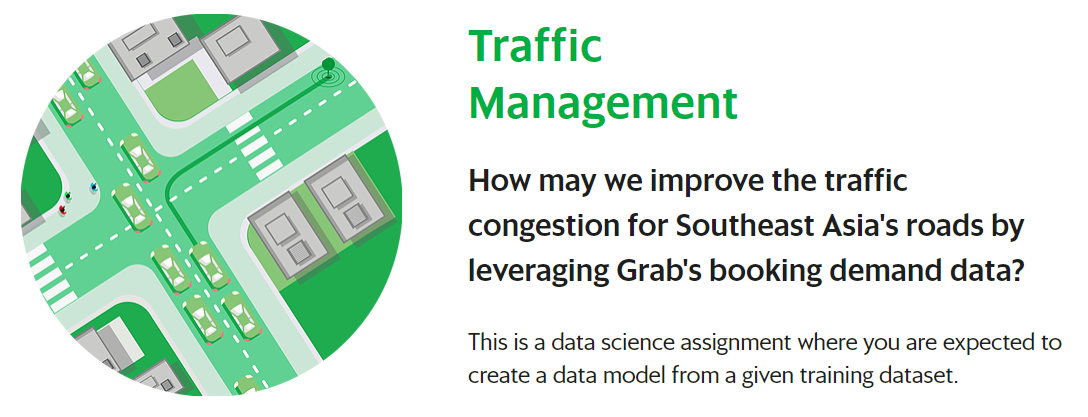 Traffic
Management
How may we improve the traffic
congestion for Southeast Asia's roads by
leveraging Grab's booking demand data?
This is a data science assignment where you are expected to
create a data model from a given training dataset.